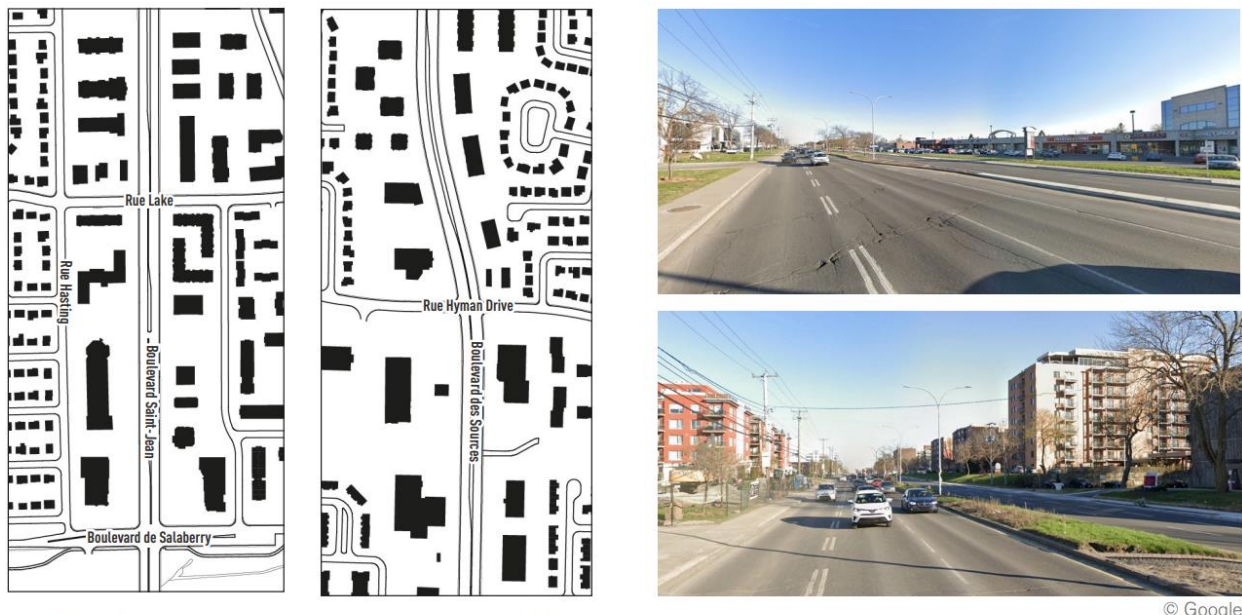 Rue Lake
Rue Hasting
Boulevard Saint-Jean
Boulevard de Salaberry
Rue Hyman Drive
Boulevard des Sources
© Google